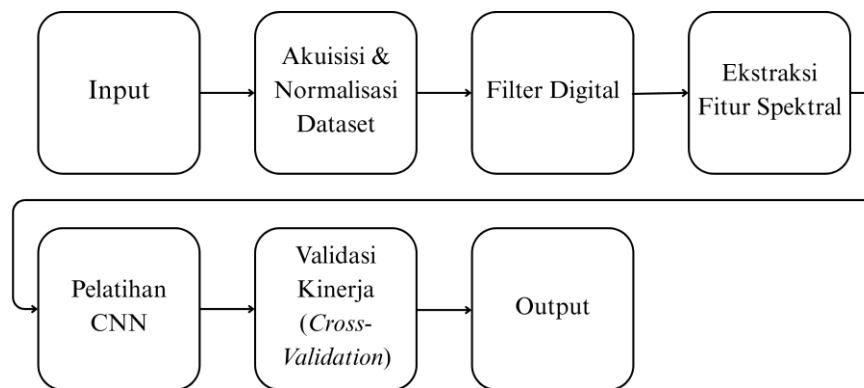 Input
Akuisisi &
Normalisasi
Dataset
Filter Digital
Ekstraksi
Fitur Spektral
Pelatihan
CNN
Validasi
Kinerja
(Cross-
Validation)
Output